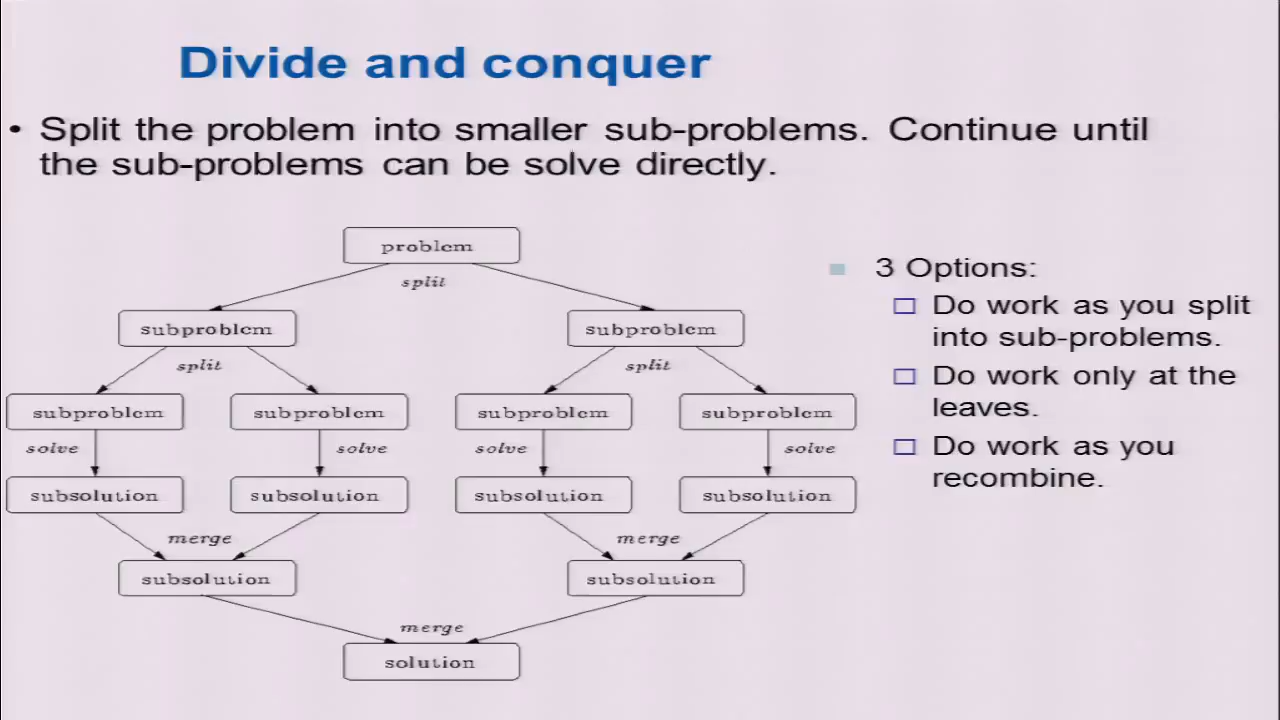 Divide and conquer
• Split the problem into smaller sub-problems. Continue until
the sub-problems can be solve directly.
problem
split
subproblem subproblem
split split
subproblem subproblem subproblem subproblem
solve solve solve solve
subsolution subsolution subsolution subsolution
merge merge
subsolution subsolution
merge
solution
3 Options:
Do work as you split
into sub-problems.
Do work only at the
leaves.
Do work as you
recombine.